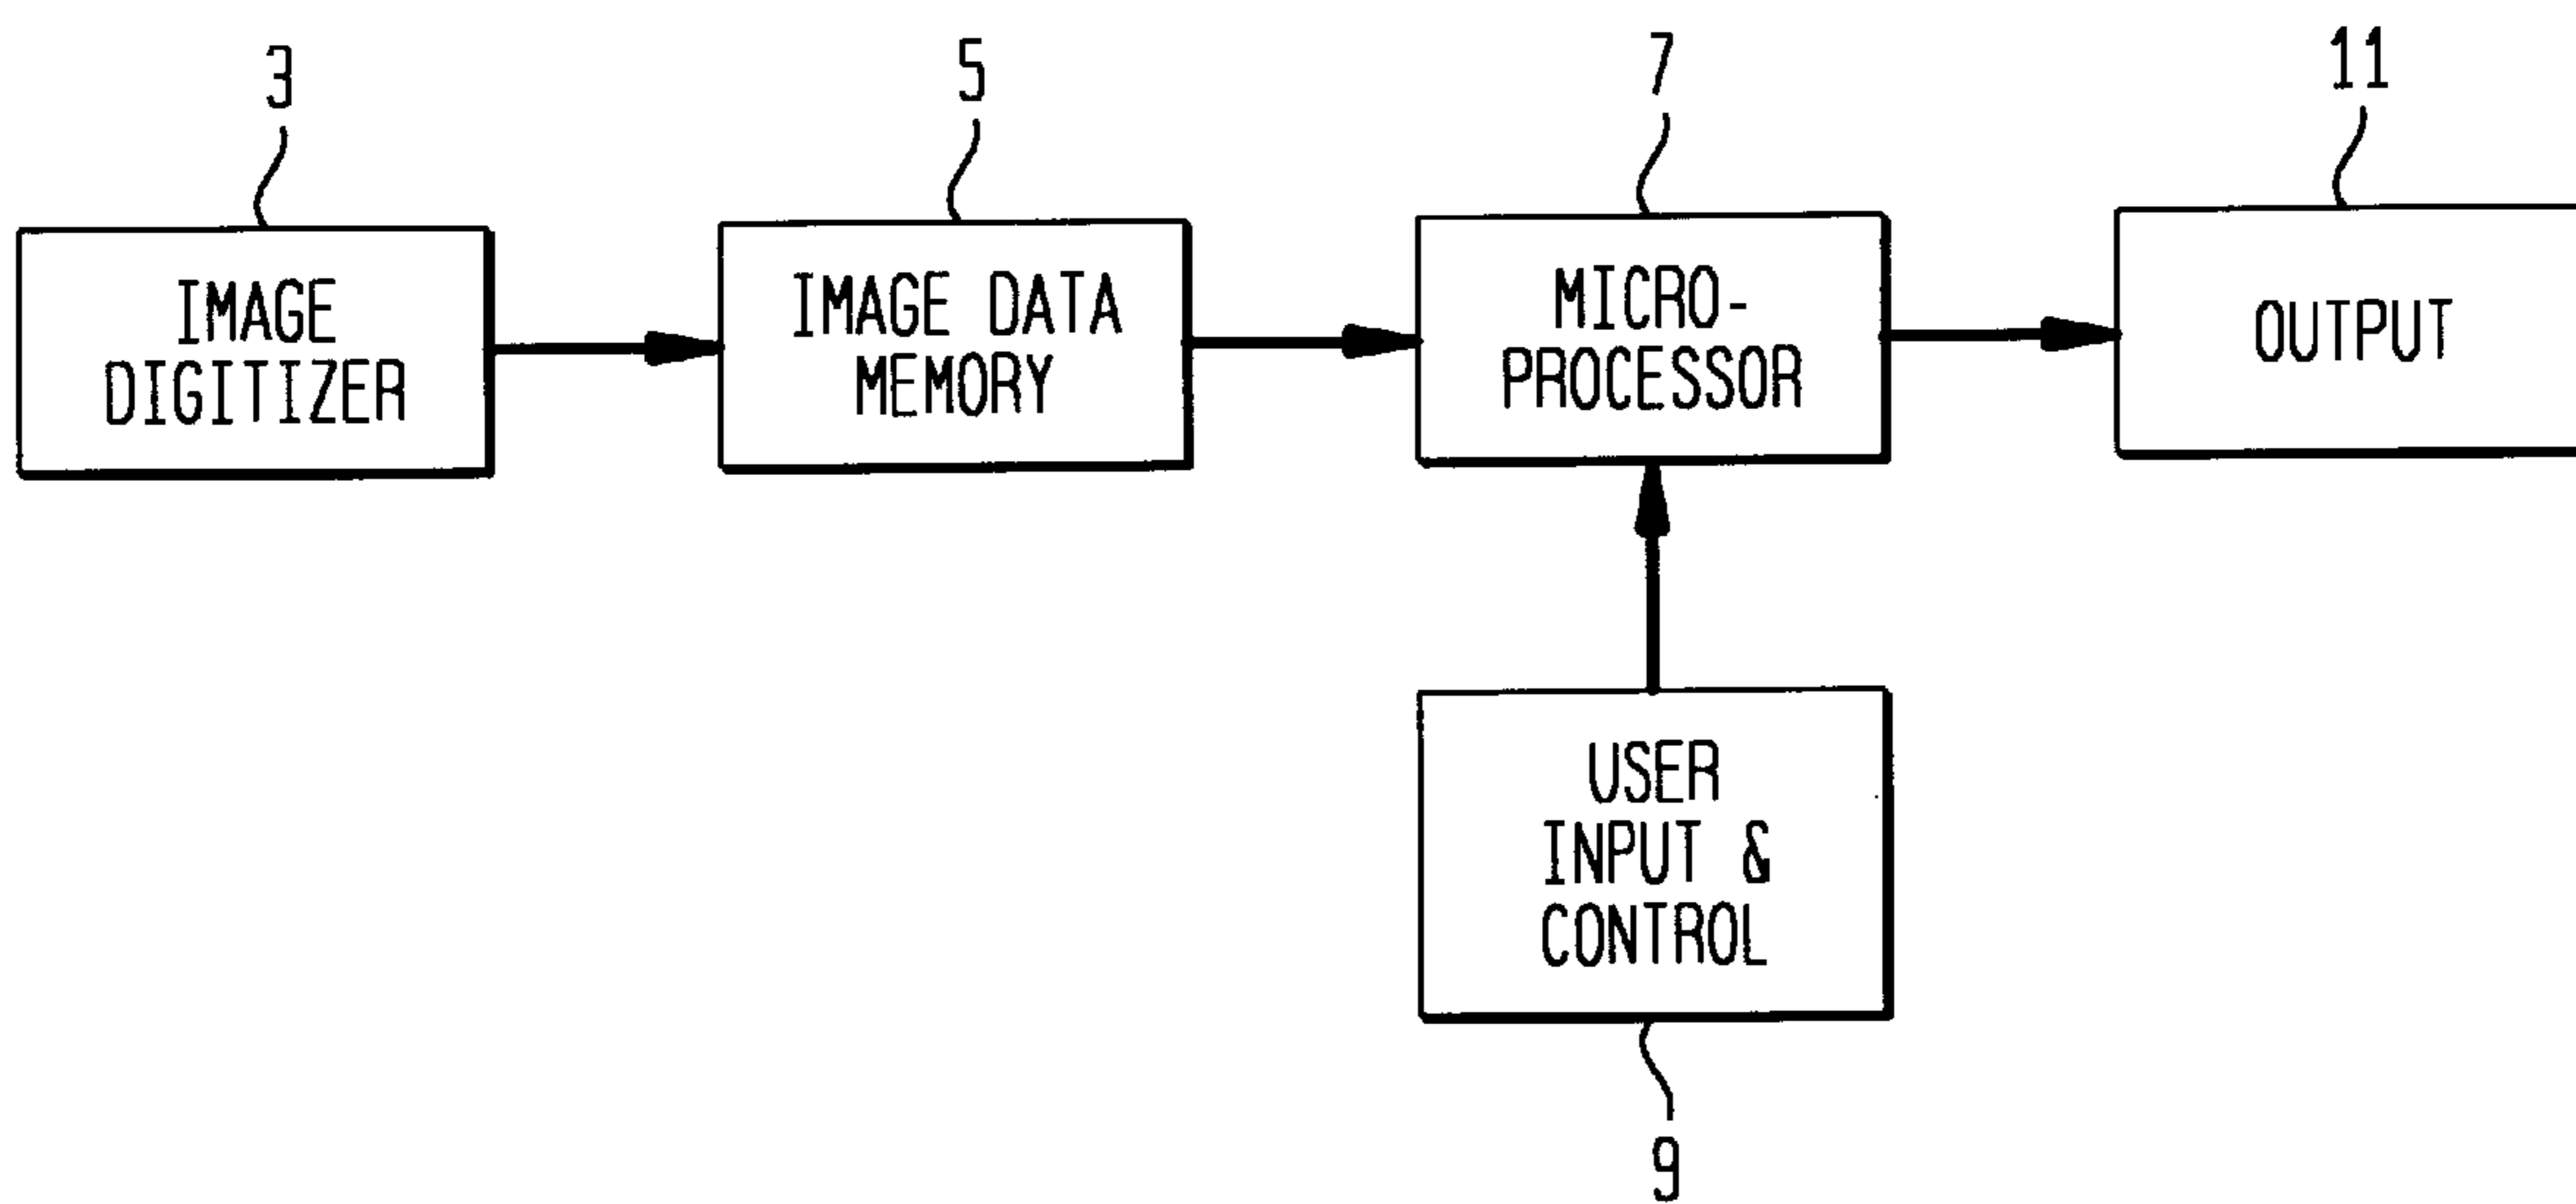 3
5
7
11
IMAGE
DIGITIZER
IMAGE DATA
MEMORY
MICRO-
PROCESSOR
OUTPUT
USER
INPUT &
CONTROL
9